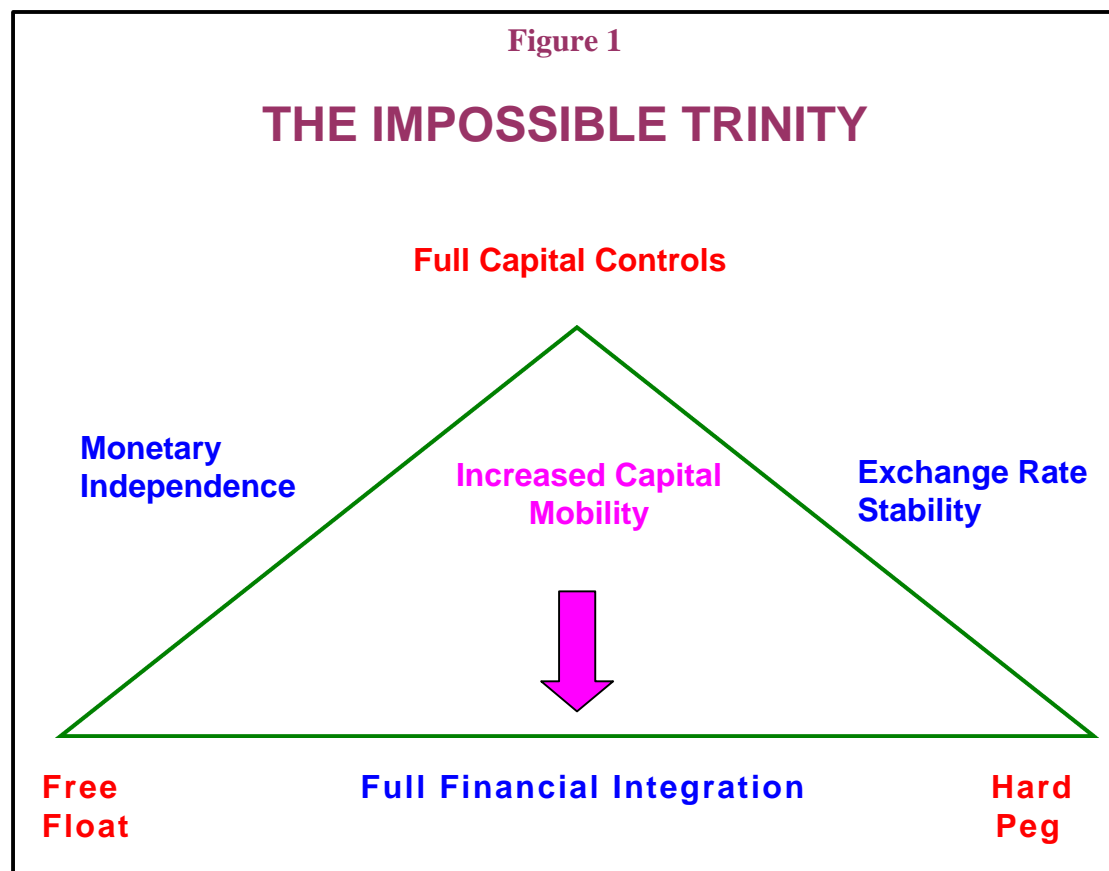 Figure 1
THE IMPOSSIBLE TRINITY
Full Capital Controls
Monetary
Independence
Increased Capital
Mobility
Exchange Rate
Stability
Free
Float
Full Financial Integration
Hard
Peg